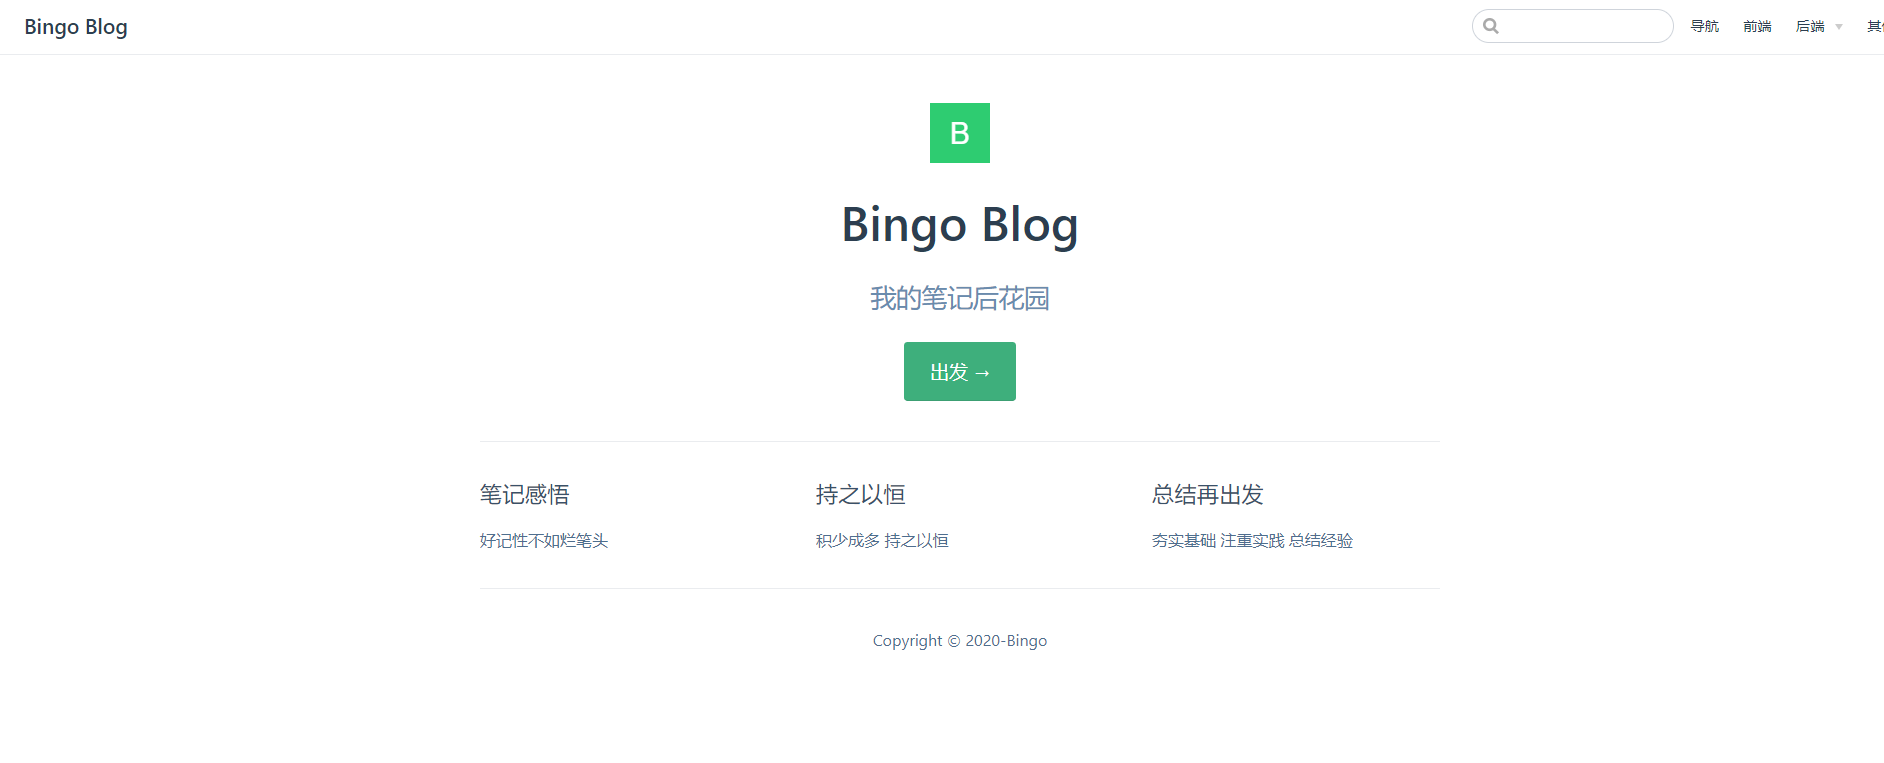 Bingo Blog
导航 前端 后端 其
B
Bingo Blog
我的笔记后花园
出发 →
笔记感悟 持之以恒 总结再出发
好记性不如烂笔头 积少成多 持之以恒 夯实基础 注重实践 总结经验
Copyright © 2020-Bingo